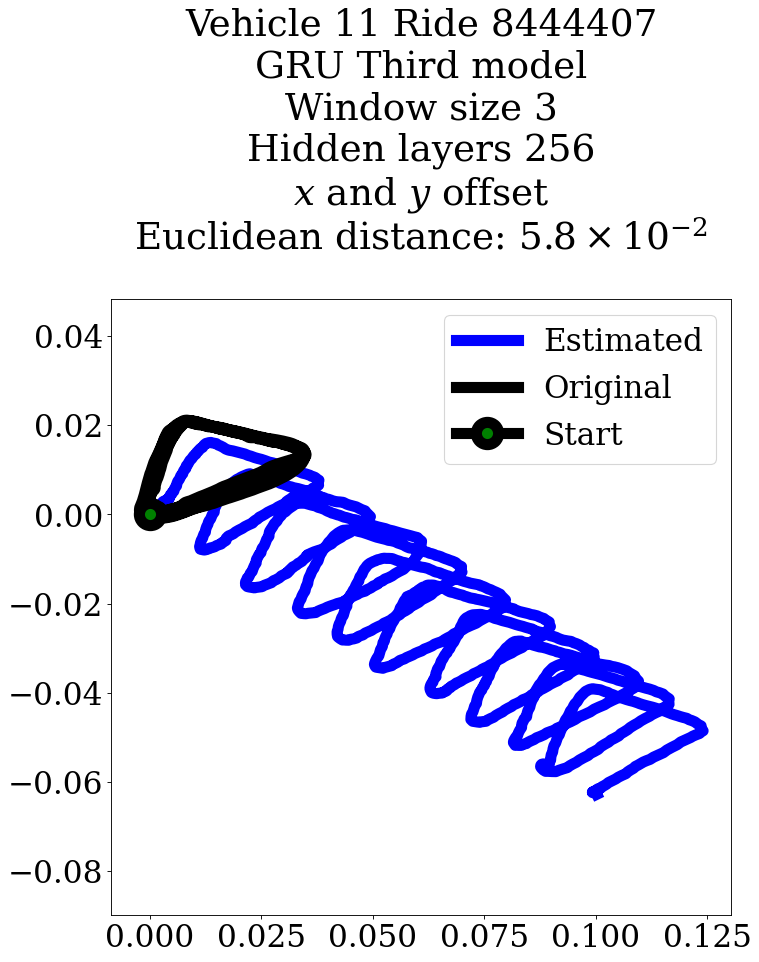 Vehicle 11 Ride 8444407
GRU Third model
Window size 3
Hidden layers 256
x and y offset
Euclidean distance: 5.8 × 10⁻²
Estimated
Original
Start
0.04
0.02
0.00
−0.02
−0.04
−0.06
−0.08
0.000 0.025 0.050 0.075 0.100 0.125